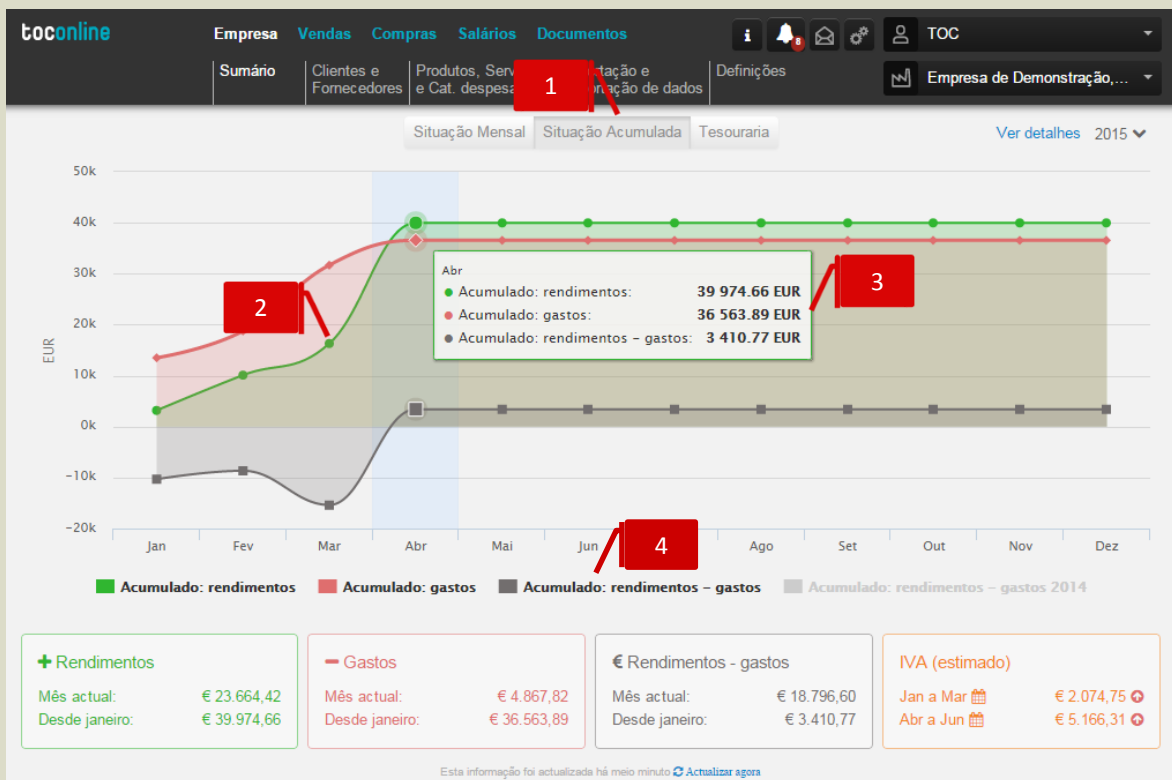 toconline
Empresa Vendas Compras Salários Documentos
i 8 TOC
Sumário Clientes e Fornecedores Produtos, Serv e Cat. despesa tação e ortação de dados Definições
Empresa de Demonstração,...
1
Situação Mensal Situação Acumulada Tesouraria
Ver detalhes 2015
50k
40k
30k
20k
10k
0k
-10k
-20k
EUR
2
3
Abr
Acumulado: rendimentos: 39 974.66 EUR
Acumulado: gastos: 36 563.89 EUR
Acumulado: rendimentos - gastos: 3 410.77 EUR
4
Jan Fev Mar Abr Mai Jun Ago Set Out Nov Dez
Acumulado: rendimentos Acumulado: gastos Acumulado: rendimentos - gastos Acumulado: rendimentos - gastos 2014
+ Rendimentos
Mês actual: € 23.664,42
Desde janeiro: € 39.974,66
- Gastos
Mês actual: € 4.867,82
Desde janeiro: € 36.563,89
€ Rendimentos - gastos
Mês actual: € 18.796,60
Desde janeiro: € 3.410,77
IVA (estimado)
Jan a Mar € 2.074,75
Abr a Jun € 5.166,31
Esta informação foi actualizada há meio minuto Actualizar agora